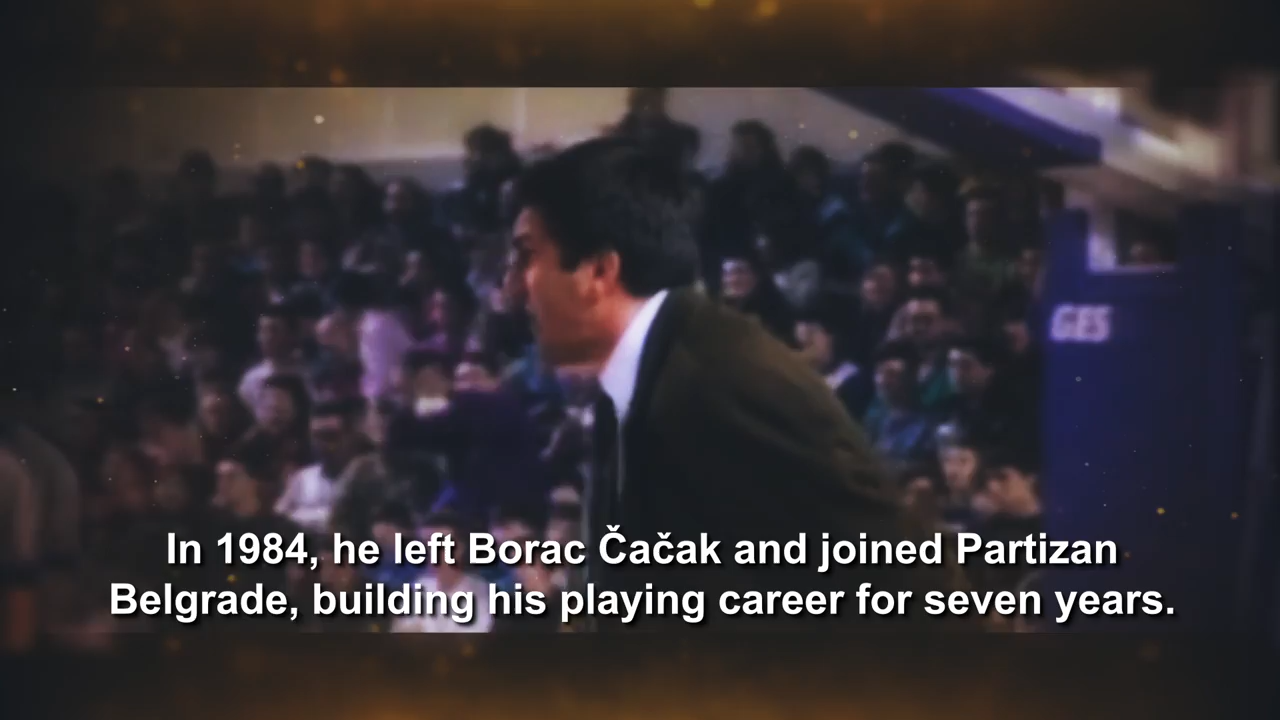 GES
In 1984, he left Borac Čačak and joined Partizan
Belgrade, building his playing career for seven years.